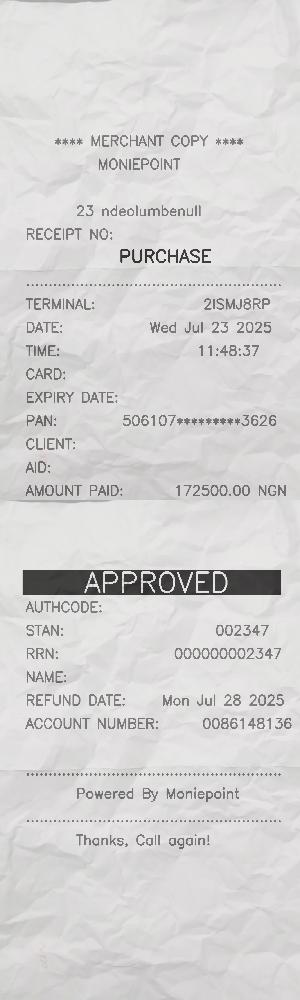 **** MERCHANT COPY ****
MONIEPOINT
23 ndeolumbenull
RECEIPT NO:
PURCHASE
TERMINAL: 2ISMJ8RP
DATE: Wed Jul 23 2025
TIME: 11:48:37
CARD:
EXPIRY DATE:
PAN: 506107*********3626
CLIENT:
AID:
AMOUNT PAID: 172500.00 NGN
APPROVED
AUTHCODE:
STAN: 002347
RRN: 000000002347
NAME:
REFUND DATE: Mon Jul 28 2025
ACCOUNT NUMBER: 0086148136
Powered By Moniepoint
Thanks, Call again!